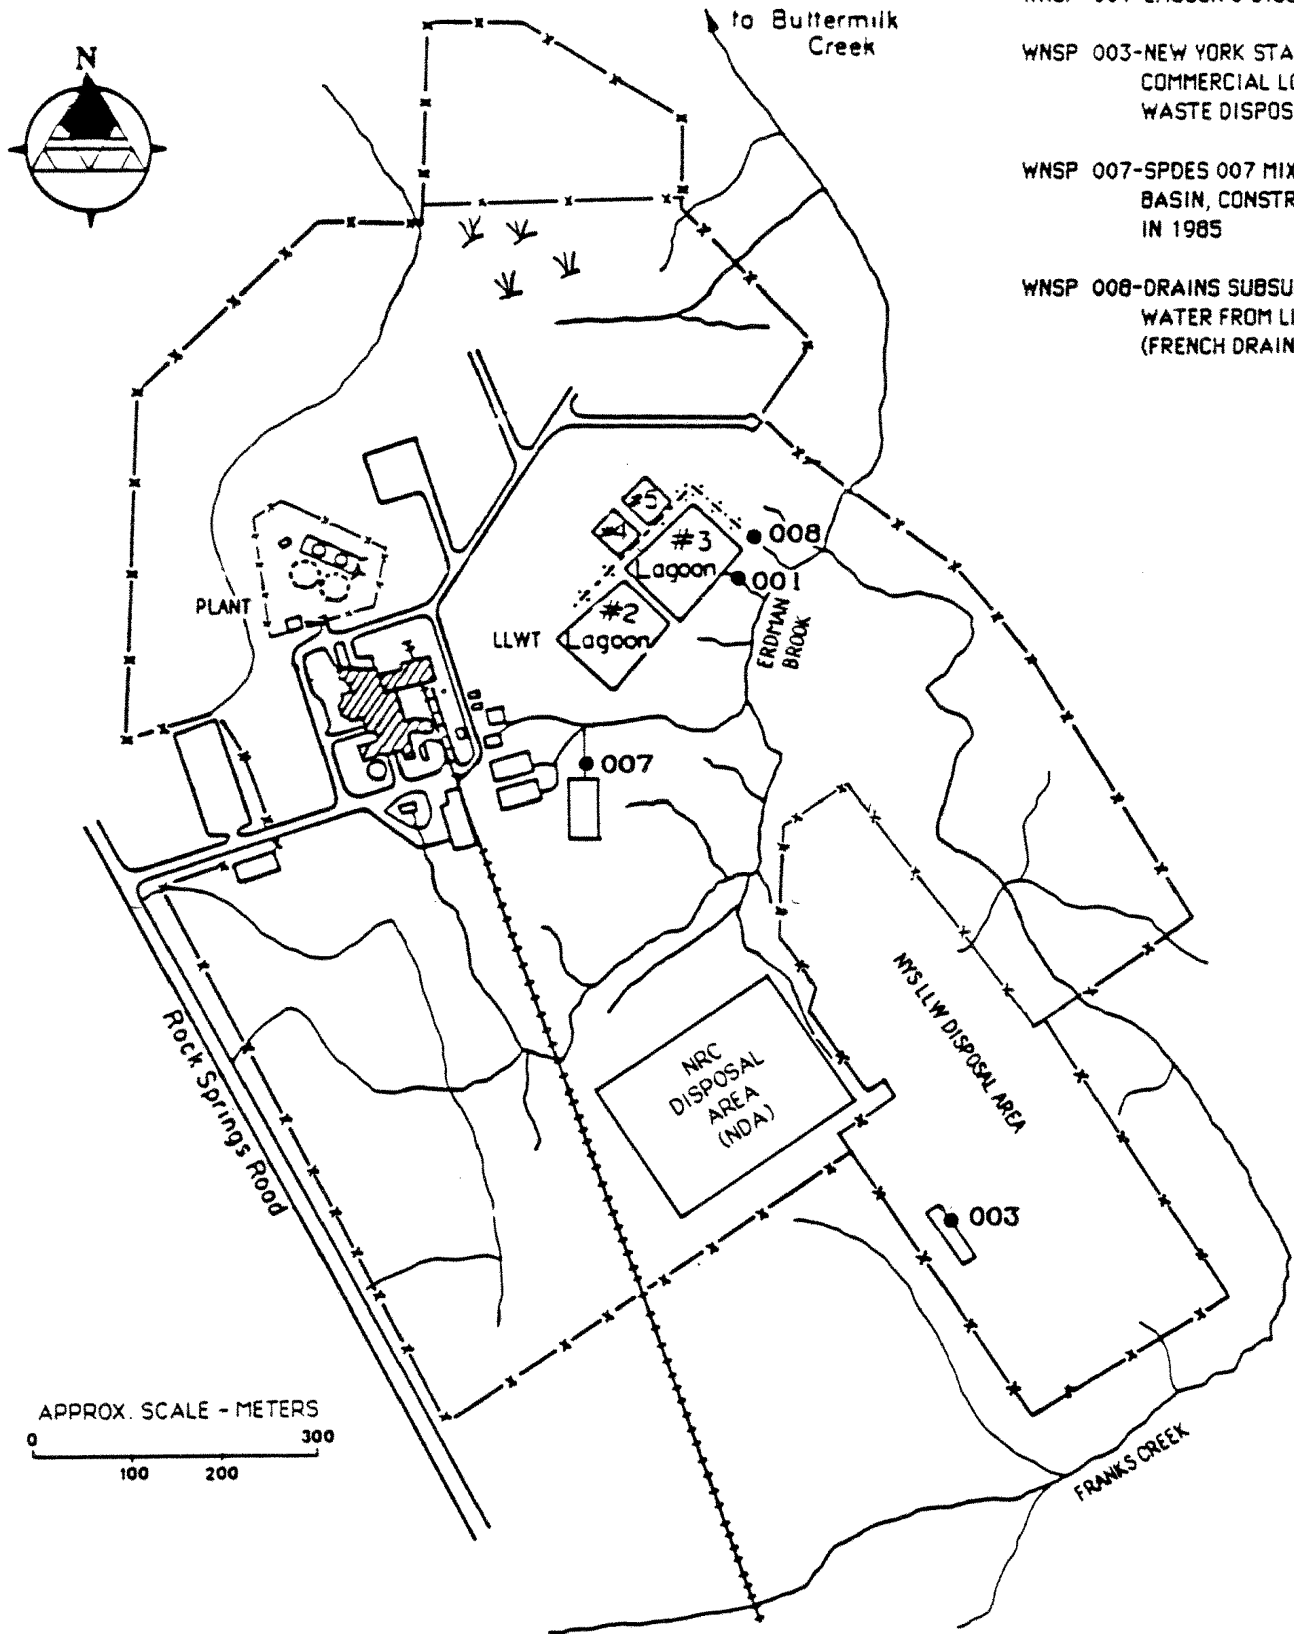 to Buttermilk
Creek
WNSP 003-NEW YORK STA
COMMERCIAL LO
WASTE DISPOS
WNSP 007-SPDES 007 MIX
BASIN, CONSTR
IN 1985
WNSP 008-DRAINS SUBSU
WATER FROM L
(FRENCH DRAIN
N
#5
#4
#3
Lagoon
008
001
#2
Lagoon
LLWT
PLANT
ERDMAN
BROOK
007
NYS LLW DISPOSAL AREA
NRC
DISPOSAL
AREA
(NDA)
Rock Springs Road
003
APPROX. SCALE - METERS
0 300
100 200
FRANKS CREEK